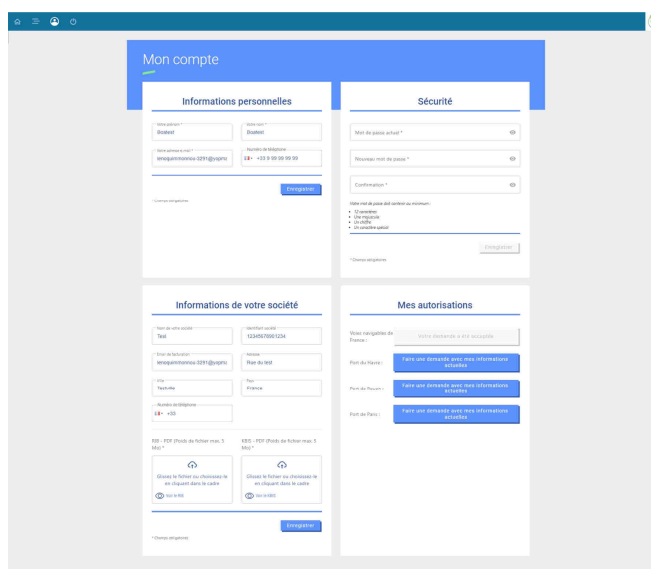 Mon compte
Informations personnelles
Votre prénom *
Boatest
Votre nom *
Boatest
Votre adresse e-mail *
Numéro de téléphone
+33 9 99 99 99 99
Enregistrer
* Champs obligatoires
Sécurité
Mot de passe actuel *
Nouveau mot de passe *
Confirmation *
Votre mot de passe doit contenir au minimum :
12 caractères
Une majuscule
Un chiffre
Un caractère spécial
Enregistrer
* Champs obligatoires
Informations de votre société
Nom de votre société
Test
Identifiant société
12345678901234
Email de facturation
Adresse
Rue du test
Ville
Testville
Pays
France
Numéro de téléphone
+33
RIB - PDF (Poids de fichier max. 3
Mo) *
KBIS - PDF (Poids de fichier max. 3
Mo) *
Glissez le fichier ou choisissez-le
en cliquant dans le cadre
Voir le RIB
Glissez le fichier ou choisissez-le
en cliquant dans le cadre
Voir le KBIS
Enregistrer
* Champs obligatoires
Mes autorisations
Voies navigables de
France :
Votre demande a été acceptée
Port du Havre :
Faire une demande avec mes informations
actuelles
Port de Rouen :
Faire une demande avec mes informations
actuelles
Port de Paris :
Faire une demande avec mes informations
actuelles